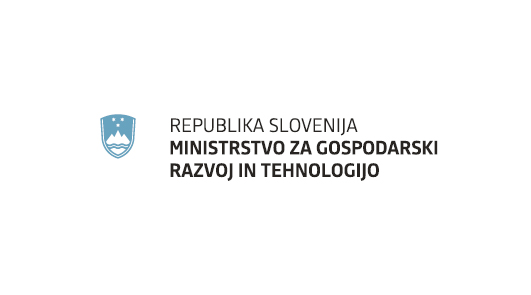 REPUBLIKA SLOVENIJA
MINISTRSTVO ZA GOSPODARSKI
RAZVOJ IN TEHNOLOGIJO